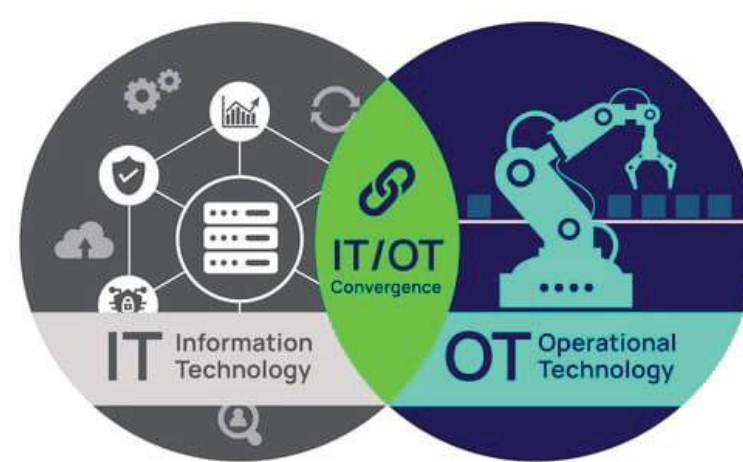 IT
Information
Technology
IT/OT
Convergence
OT
Operational
Technology